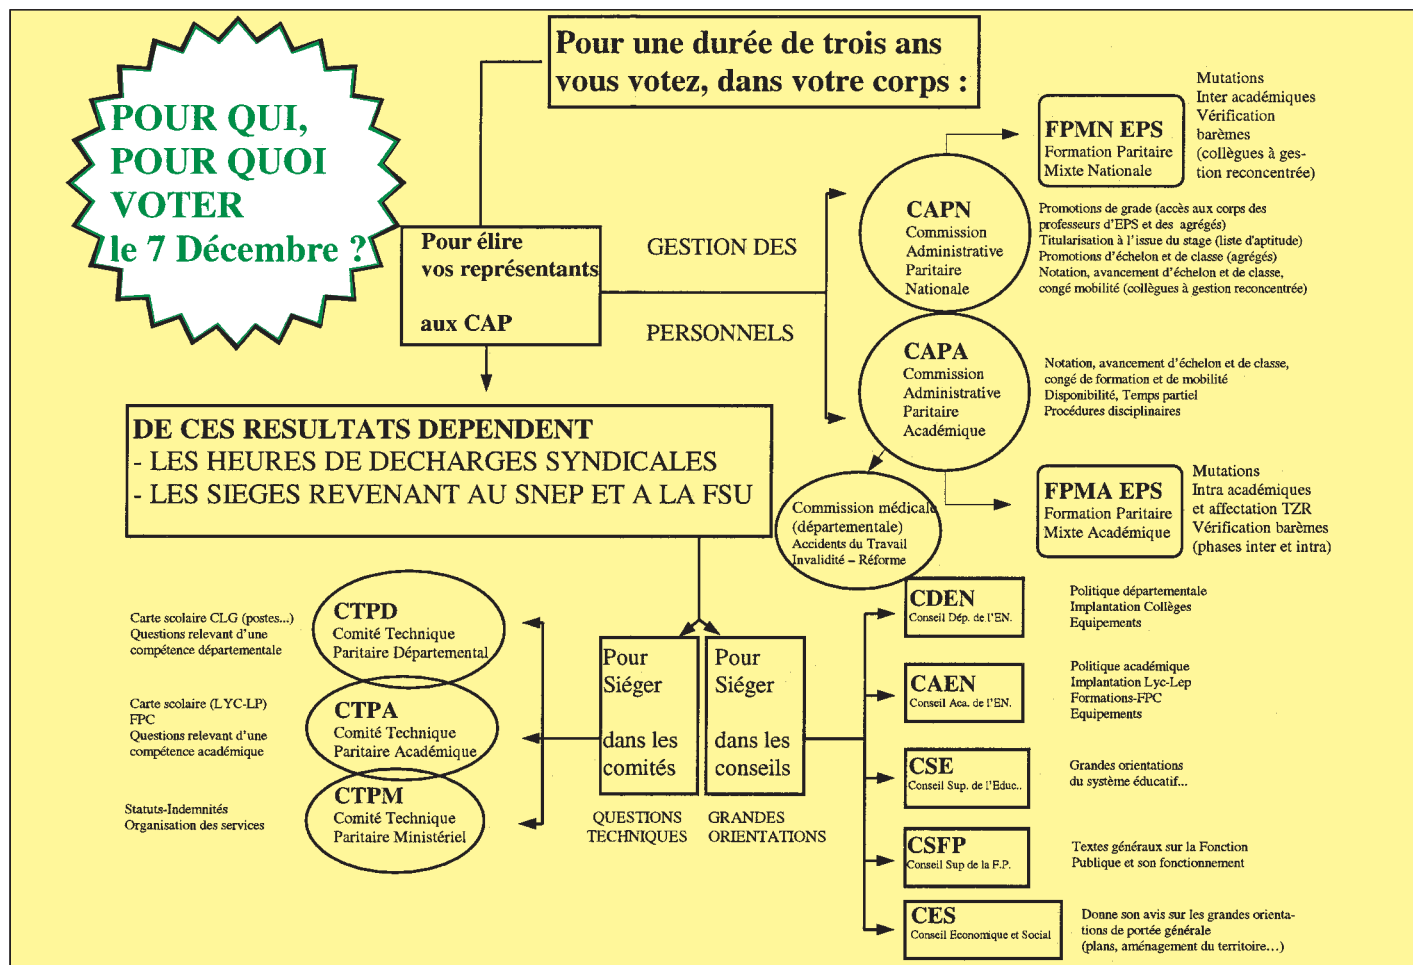 POUR QUI,
POUR QUOI
VOTER
le 7 Décembre ?
Pour une durée de trois ans
vous votez, dans votre corps :
Pour élire
vos représentants
aux CAP
GESTION DES
PERSONNELS
FPMN EPS
Formation Paritaire
Mixte Nationale
Mutations
Inter académiques
Vérification
barèmes
(collègues à ges-
tion reconcentrée)
CAPN
Commission
Administrative
Paritaire
Nationale
Promotions de grade (accès aux corps des
professeurs d'EPS et des agrégés)
Titularisation à l'issue du stage (liste d'aptitude)
Promotions d'échelon et de classe (agrégés)
Notation, avancement d'échelon et de classe,
congé mobilité (collègues à gestion reconcentrée)
CAPA
Commission
Administrative
Paritaire
Académique
Notation, avancement d'échelon et de classe,
congé de formation et de mobilité
Disponibilité, Temps partiel
Procédures disciplinaires
DE CES RESULTATS DEPENDENT
- LES HEURES DE DECHARGES SYNDICALES
- LES SIEGES REVENANT AU SNEP ET A LA FSU
Commission médicale
(départementale)
Accidents du Travail
Invalidité – Réforme
FPMA EPS
Formation Paritaire
Mixte Académique
Mutations
Intra académiques
et affectation TZR
Vérification barèmes
(phases inter et intra)
Carte scolaire CLG (postes...)
Questions relevant d'une
compétence départementale
CTPD
Comité Technique
Paritaire Départemental
Carte scolaire (LYC-LP)
FPC
Questions relevant d'une
compétence académique
CTPA
Comité Technique
Paritaire Académique
Statuts-Indemnités
Organisation des services
CTPM
Comité Technique
Paritaire Ministériel
Pour
Siéger
dans les
comités
QUESTIONS
TECHNIQUES
Pour
Siéger
dans les
conseils
GRANDES
ORIENTATIONS
CDEN
Conseil Dép. de l'EN.
Politique départementale
Implantation Collèges
Equipements
CAEN
Conseil Aca. de l'EN.
Politique académique
Implantation Lyc-Lep
Formations-FPC
Equipements
CSE
Conseil Sup. de l'Educ..
Grandes orientations
du système éducatif...
CSFP
Conseil Sup de la F.P.
Textes généraux sur la Fonction
Publique et son fonctionnement
CES
Conseil Economique et Social
Donne son avis sur les grandes orienta-
tions de portée générale
(plans, aménagement du territoire...)